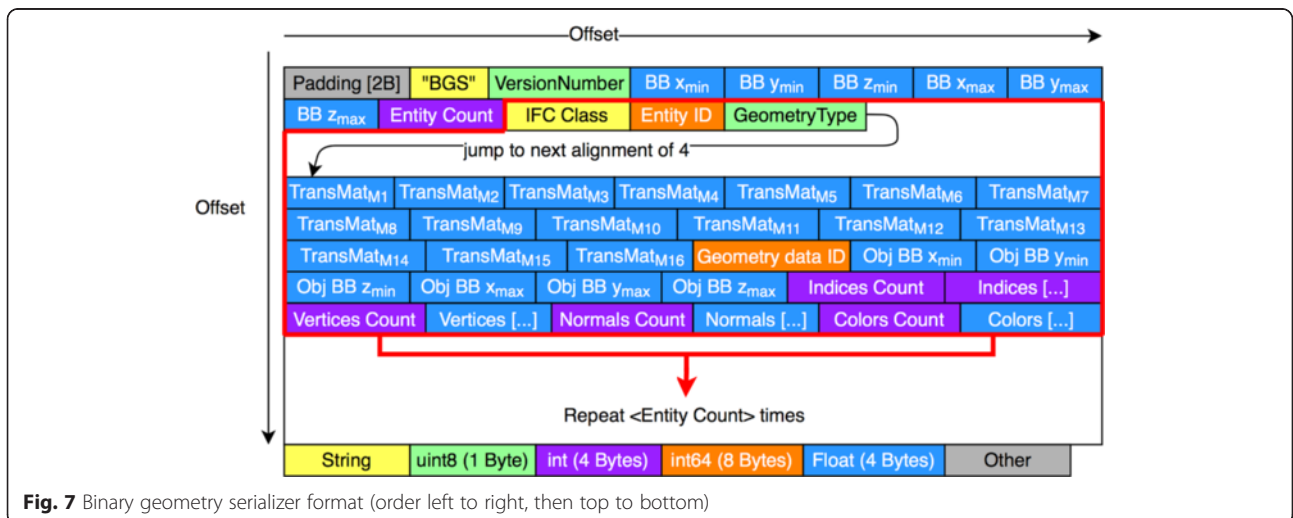 Offset
Padding [2B] "BGS" VersionNumber BB xmin BB ymin BB zmin BB xmax BB ymax
BB zmax Entity Count IFC Class Entity ID GeometryType
jump to next alignment of 4
Offset
TransMatM1 TransMatM2 TransMatM3 TransMatM4 TransMatM5 TransMatM6 TransMatM7
TransMatM8 TransMatM9 TransMatM10 TransMatM11 TransMatM12 TransMatM13
TransMatM14 TransMatM15 TransMatM16 Geometry data ID Obj BB xmin Obj BB ymin
Obj BB zmin Obj BB xmax Obj BB ymax Obj BB zmax Indices Count Indices [...]
Vertices Count Vertices [...] Normals Count Normals [...] Colors Count Colors [...]
Repeat <Entity Count> times
String uint8 (1 Byte) int (4 Bytes) int64 (8 Bytes) Float (4 Bytes) Other
Fig. 7 Binary geometry serializer format (order left to right, then top to bottom)